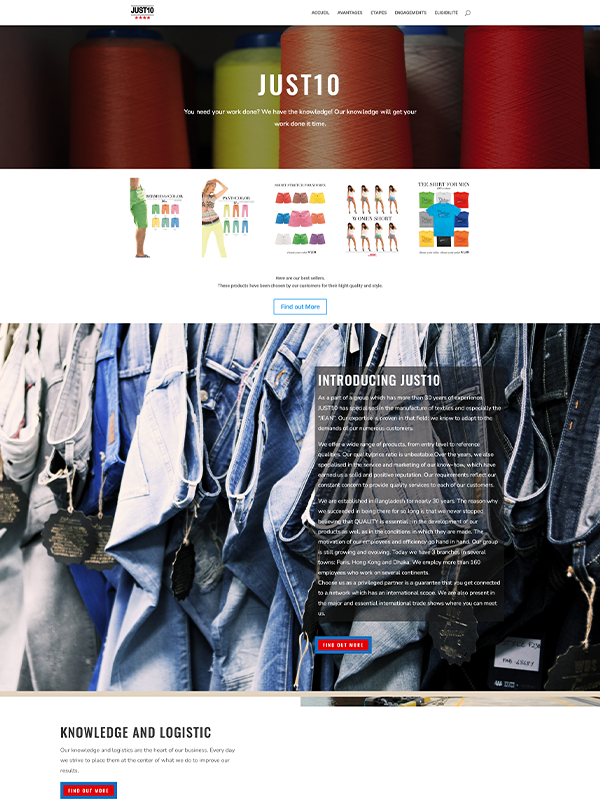 JUST10
ACCUEIL AVANTAGES ETAPES ENGAGEMENTS ELIGIBILITE
JUST10
You need your work done? We have the knowledge! Our knowledge will get your
work done it time.
WOMEN SHORT
TEE SHIRT FOR MEN
Here are our best sellers.
These products have been chosen by our customers for their hight quality and style.
Find out More
INTRODUCING JUST10
As a part of a group which has more than 30 years of experience,
JUST10 has specialised in the manufacture of textiles and especially the
"JEAN". Our expertise is proven in that field, we know to adapt to the
demands of our numerous customers.
We offer a wide range of products, from entry level to reference
qualities. Our quality/price ratio is unbeatable.Over the years, we also
specialised in the service and marketing of our know-how, which have
earned us a solid and positive reputation. Our requirements reflect our
constant concern to provide quality services to each of our customers.
We are established in Bangladesh for nearly 30 years. The reason why
we succeeded in being there for so long is that we never stopped
believing that QUALITY is essential : in the development of our
products as well as in the conditions in which they are made. The
motivation of our employees and efficiency go hand in hand. Our group
is still growing and evolving. Today we have 3 branches in several
towns: Paris, Hong Kong and Dhaka. We employ more than 160
employees who work on several continents.
Choose us as a privileged partner is a guarantee that you get connected
to a network which has an international scope. We are also present in
the major and essential international trade shows where you can meet
us.
FIND OUT MORE
KNOWLEDGE AND LOGISTIC
Our knowledge and logistics are the heart of our business. Every day
we strive to place them at the center of what we do to improve our
results.
FIND OUT MORE